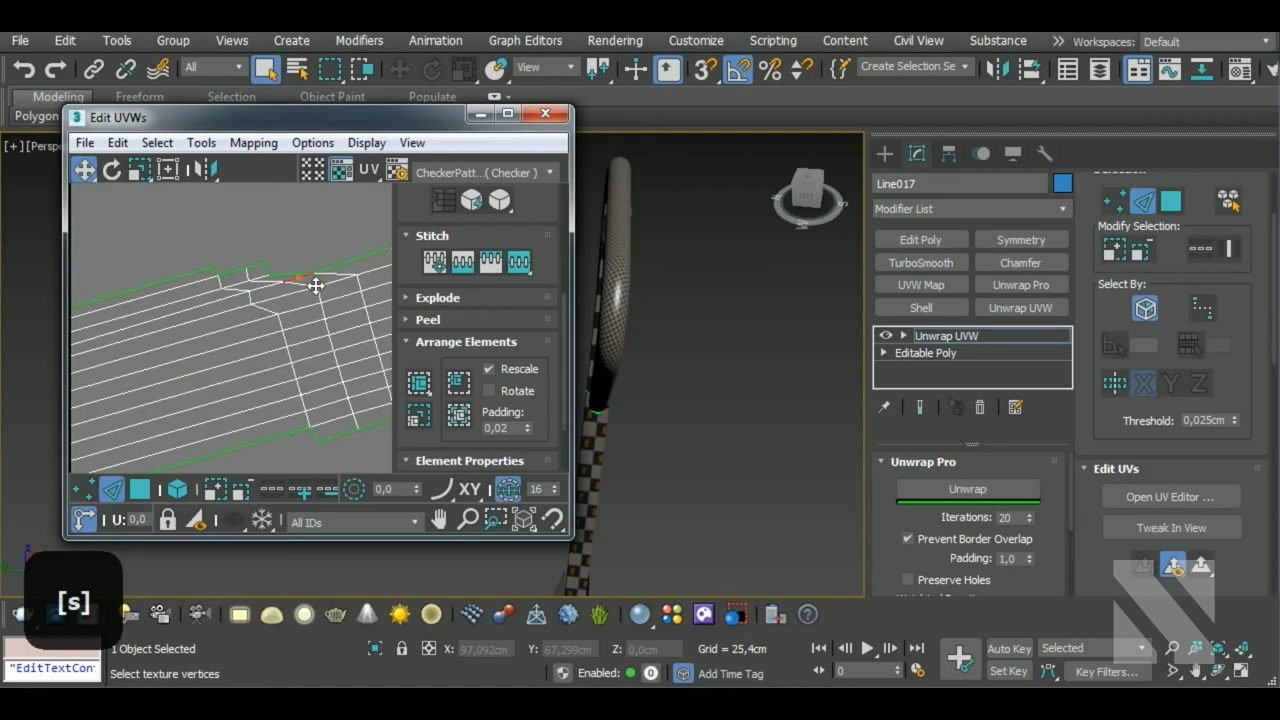 File Edit Tools Group Views Create Modifiers Animation Graph Editors Rendering Customize Scripting Content Civil View Substance Workspaces: Default
All View Create Selection Se
Modeling Freeform Selection Object Paint Populate
Polygon
Edit UVWs
File Edit Select Tools Mapping Options Display View
UV CheckerPatt...( Checker )
[+] [Persp
Stitch
Explode
Peel
Arrange Elements
Rescale
Rotate
Padding:
0,02
Element Properties
0,0 XY 16
U: 0,0 All IDs
Line017
Modifier List
Edit Poly Symmetry
TurboSmooth Chamfer
UVW Map Unwrap Pro
Shell Unwrap UVW
Unwrap UVW
Editable Poly
Unwrap Pro
Unwrap
Iterations: 20
Prevent Border Overlap
Padding: 1,0
Preserve Holes
Modify Selection:
Select By:
X Y Z
Threshold: 0,025cm
Edit UVs
Open UV Editor ...
Tweak In View
[s]
1 Object Selected X: 97,092cm Y: 67,299cm Z: 0,0cm Grid = 25,4cm Auto Key Selected
"EditTextCon Select texture vertices Enabled: 0 Add Time Tag 0 Set Key Key Filters...